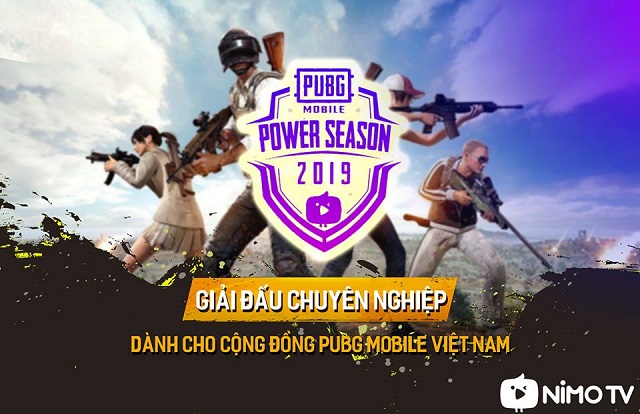 PUBG
MOBILE
POWER SEASON
2019
GIẢI ĐẤU CHUYÊN NGHIỆP
DÀNH CHO CỘNG ĐỒNG PUBG MOBILE VIỆT NAM
NIMO TV